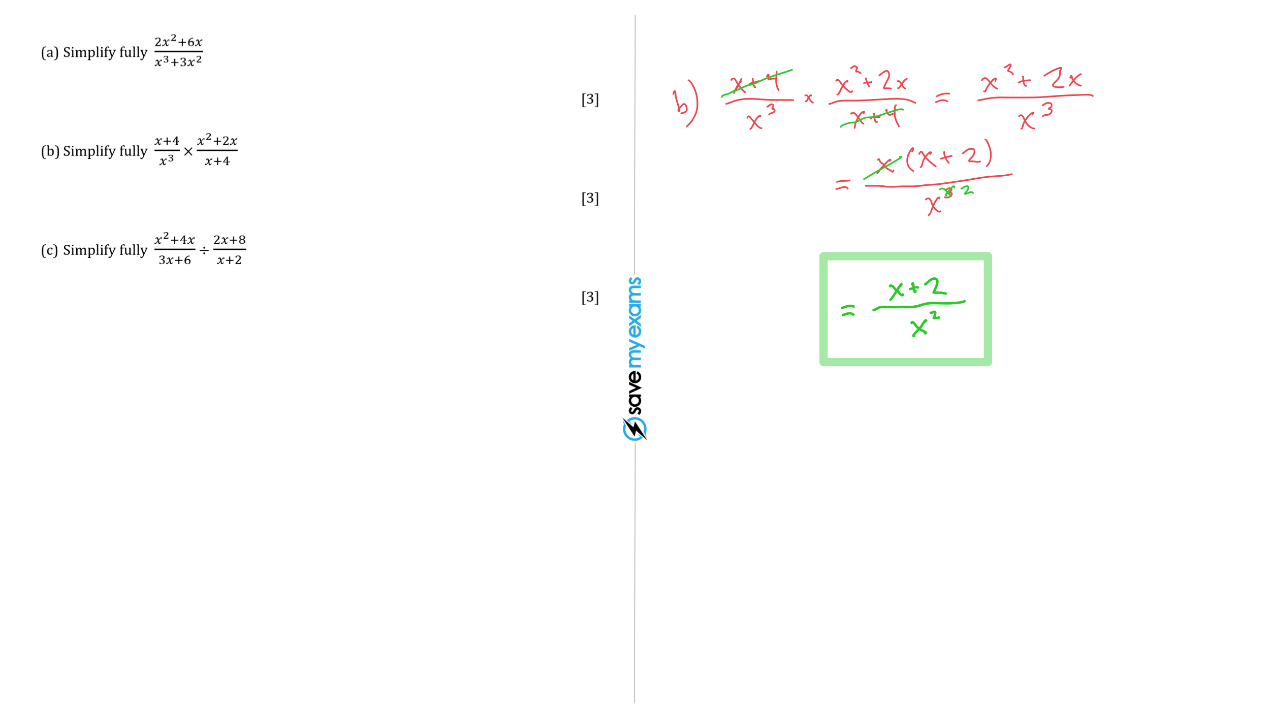 (a) Simplify fully (2x²+6x)/(x³+3x²)
[3]
(b) Simplify fully (x+4)/x³ × (x²+2x)/(x+4)
[3]
(c) Simplify fully (x²+4x)/(3x+6) ÷ (2x+8)/(x+2)
[3]
save my exams
b) (x+4)/x³ × (x²+2x)/(x+4) = (x²+2x)/x³
= x(x+2)/x³ ²
= (x+2)/x²